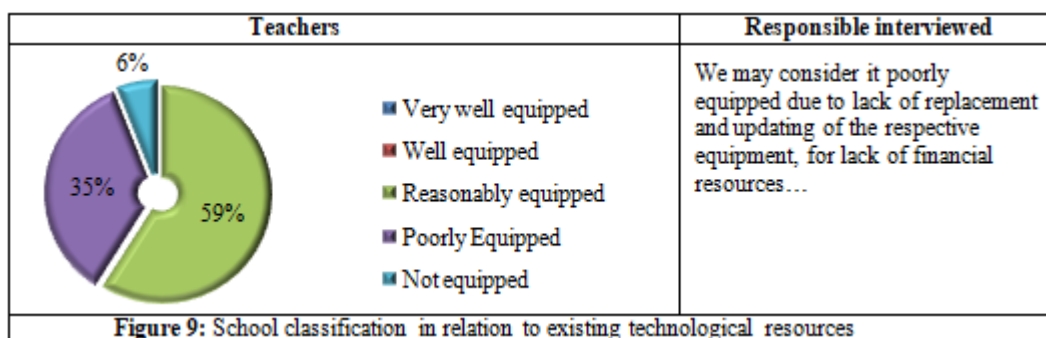 Teachers
Responsible interviewed
6%
35%
59%
Very well equipped
Well equipped
Reasonably equipped
Poorly Equipped
Not equipped
We may consider it poorly
equipped due to lack of replacement
and updating of the respective
equipment, for lack of financial
resources…
Figure 9: School classification in relation to existing technological resources